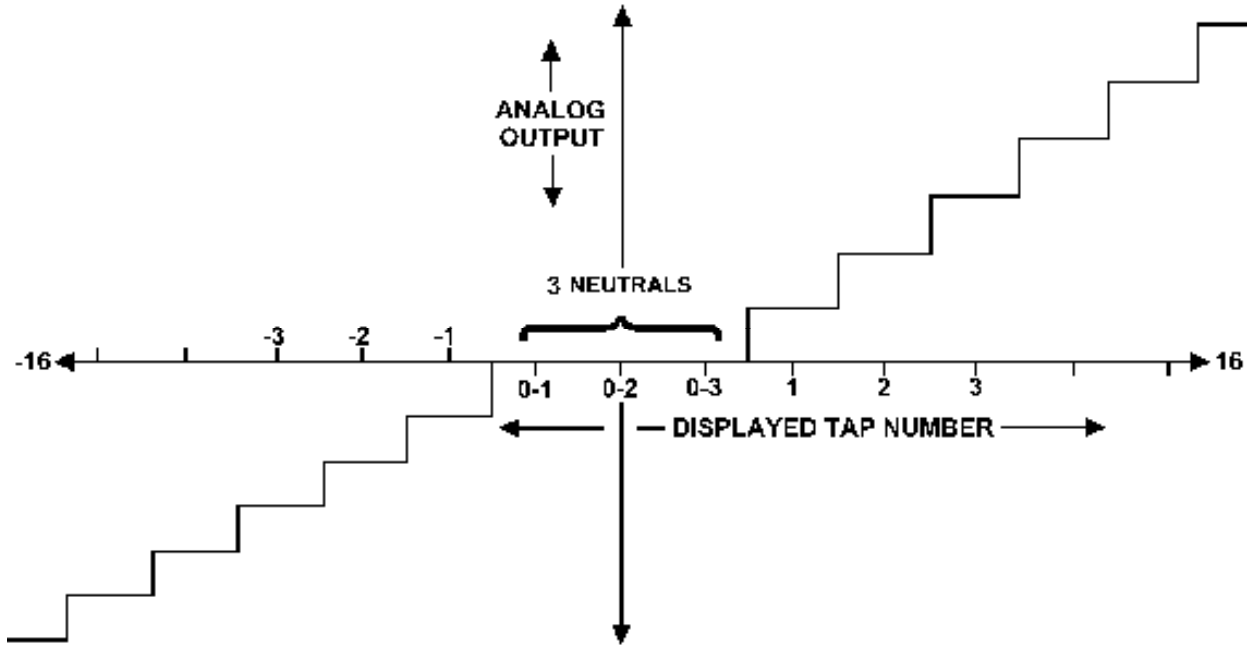 ANALOG
OUTPUT
3 NEUTRALS
-3 -2 -1
-16 16
0-1 0-2 0-3 1 2 3
DISPLAYED TAP NUMBER